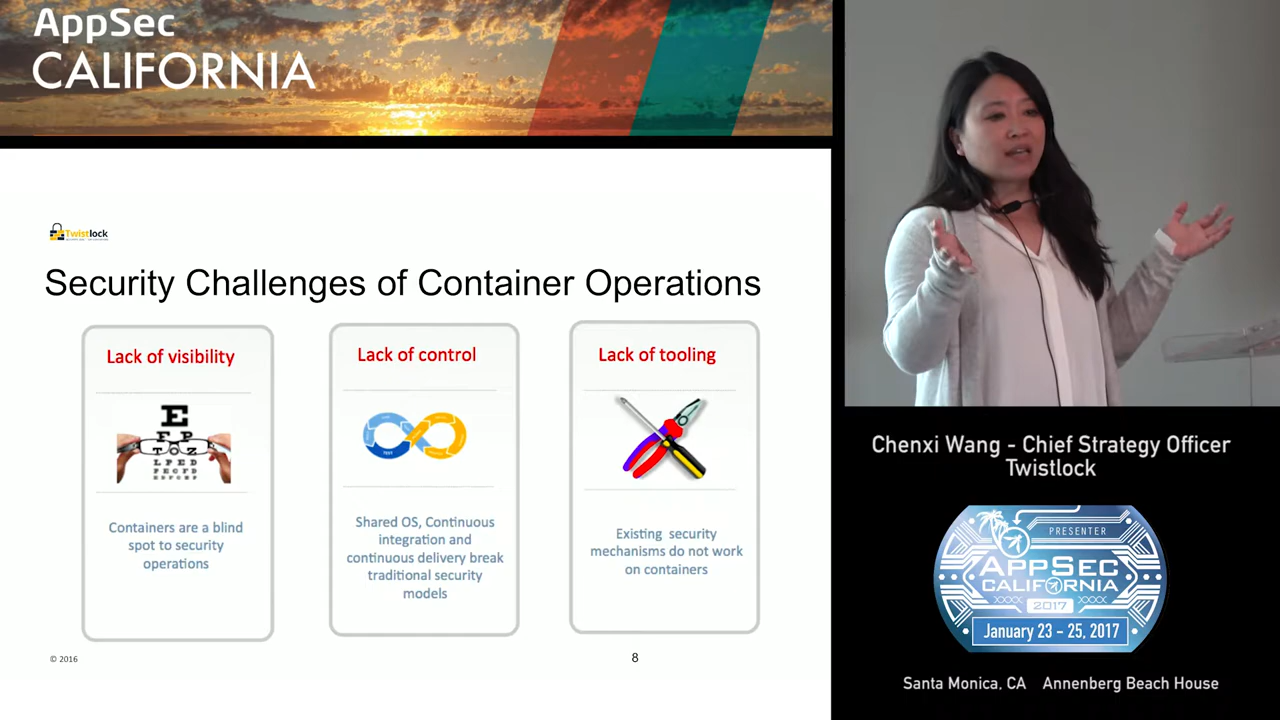 AppSec
CALIFORNIA
Twistlock
Security Challenges of Container Operations
Lack of visibility
E
F P
T O Z
L P E D
P E C F D
E D F C Z P
Containers are a blind
spot to security
operations
Lack of control
TEST
Shared OS, Continuous
integration and
continuous delivery break
traditional security
models
Lack of tooling
Existing security
mechanisms do not work
on containers
© 2016
8
Chenxi Wang - Chief Strategy Officer
Twistlock
PRESENTER
APPSEC
CALIFORNIA
2017
January 23 - 25, 2017
Santa Monica, CA Annenberg Beach House